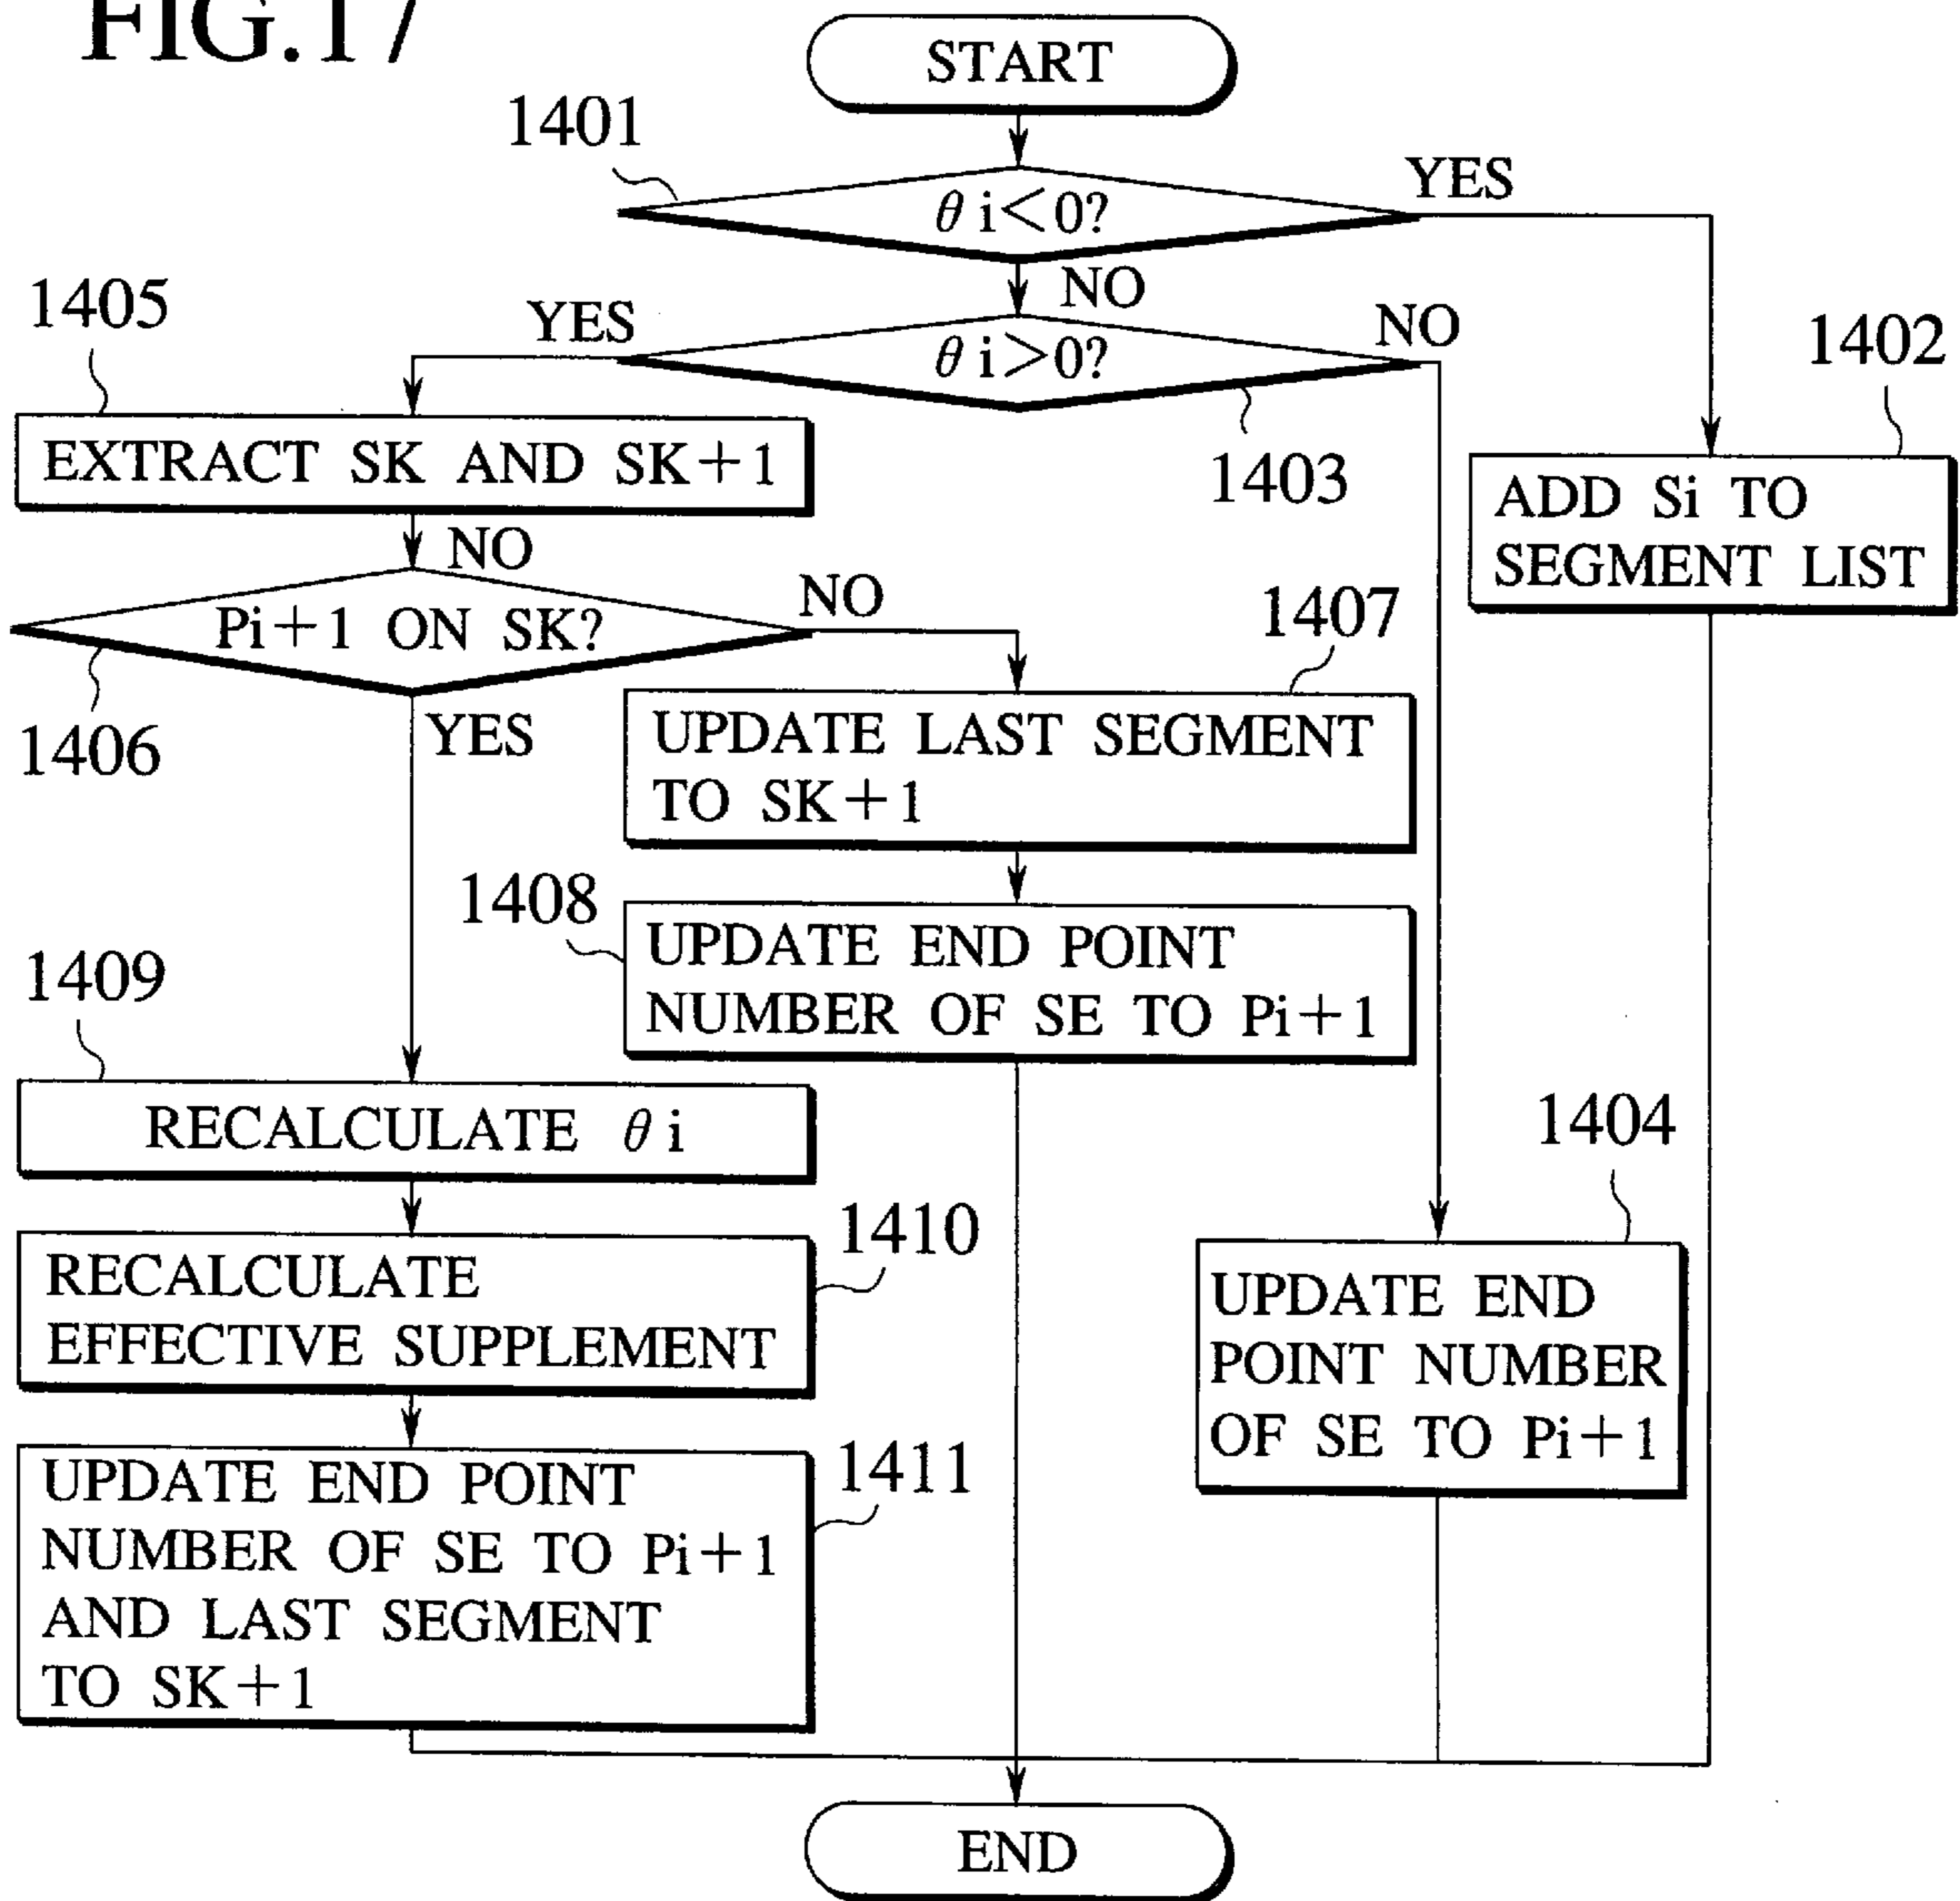 FIG.17
START
1401
θi<0?
YES
NO
1405
YES
θi>0?
NO
1402
EXTRACT SK AND SK+1
1403
ADD Si TO
SEGMENT LIST
NO
Pi+1 ON SK?
NO
1407
1406
YES
UPDATE LAST SEGMENT
TO SK+1
1408
UPDATE END POINT
NUMBER OF SE TO Pi+1
1409
RECALCULATE θi
1404
1410
RECALCULATE
EFFECTIVE SUPPLEMENT
UPDATE END
POINT NUMBER
OF SE TO Pi+1
1411
UPDATE END POINT
NUMBER OF SE TO Pi+1
AND LAST SEGMENT
TO SK+1
END